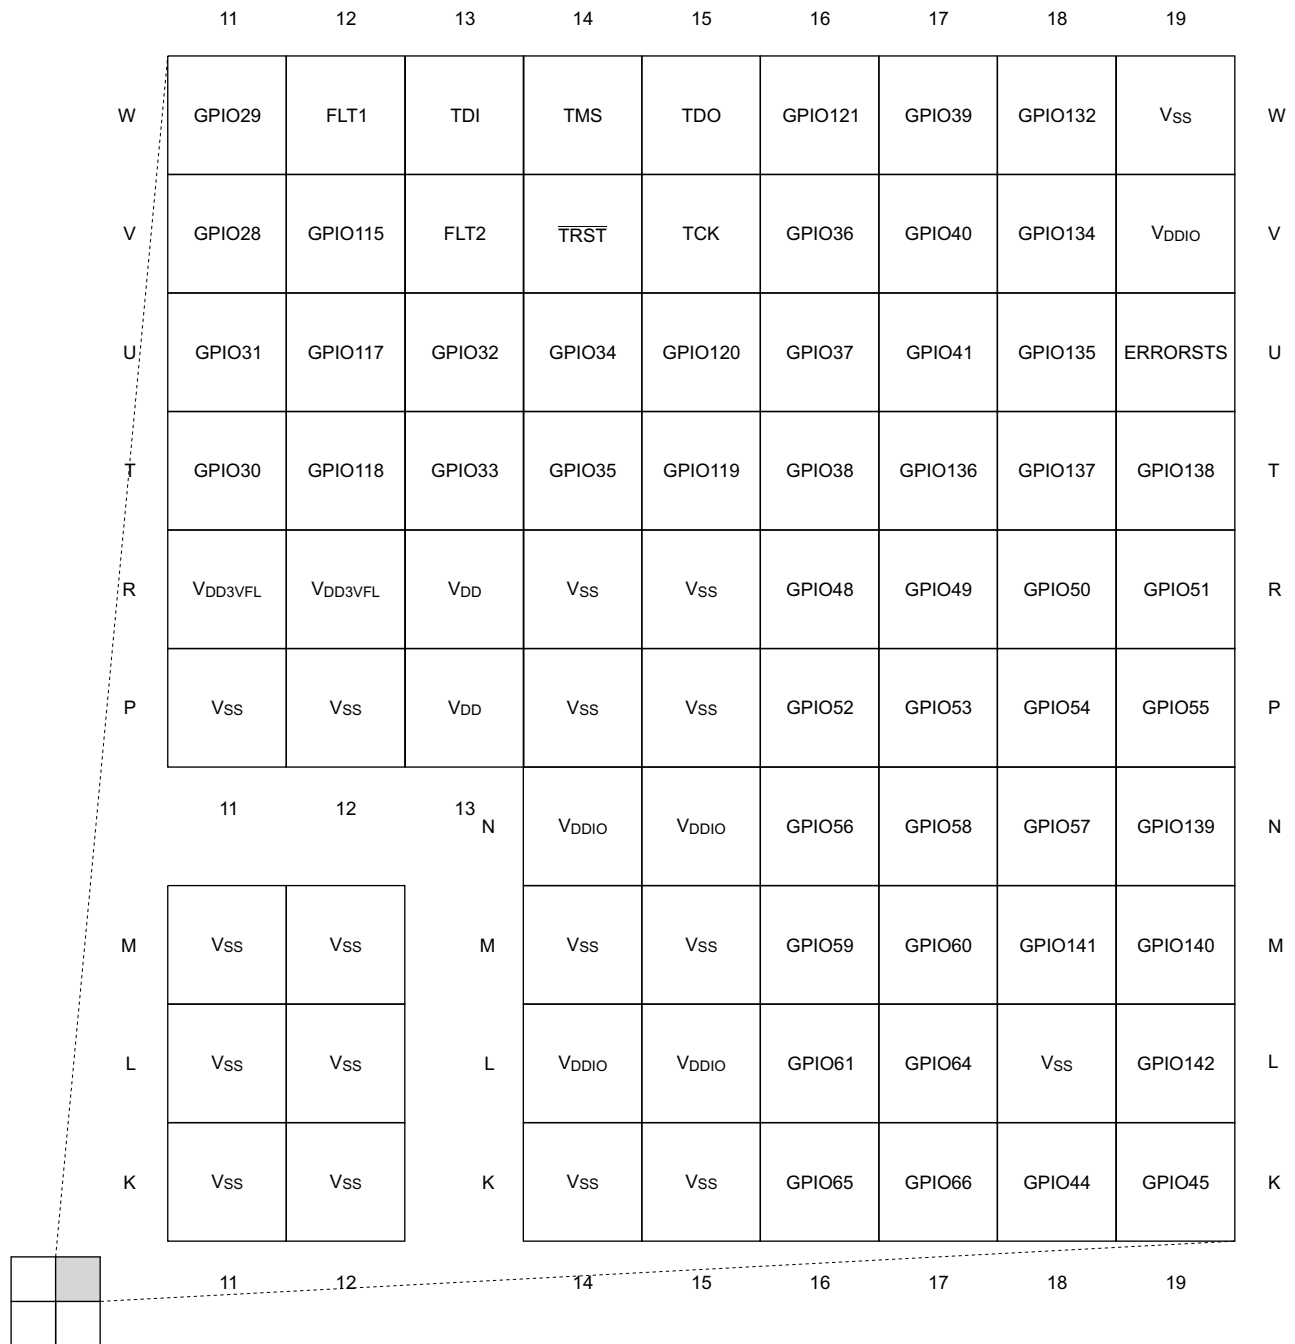 11 12 13 14 15 16 17 18 19
W GPIO29 FLT1 TDI TMS TDO GPIO121 GPIO39 GPIO132 VSS W
V GPIO28 GPIO115 FLT2 T̅R̅S̅T̅ TCK GPIO36 GPIO40 GPIO134 VDDIO V
U GPIO31 GPIO117 GPIO32 GPIO34 GPIO120 GPIO37 GPIO41 GPIO135 ERRORSTS U
T GPIO30 GPIO118 GPIO33 GPIO35 GPIO119 GPIO38 GPIO136 GPIO137 GPIO138 T
R VDD3VFL VDD3VFL VDD VSS VSS GPIO48 GPIO49 GPIO50 GPIO51 R
P VSS VSS VDD VSS VSS GPIO52 GPIO53 GPIO54 GPIO55 P
11 12 13 N VDDIO VDDIO GPIO56 GPIO58 GPIO57 GPIO139 N
M VSS VSS M VSS VSS GPIO59 GPIO60 GPIO141 GPIO140 M
L VSS VSS L VDDIO VDDIO GPIO61 GPIO64 VSS GPIO142 L
K VSS VSS K VSS VSS GPIO65 GPIO66 GPIO44 GPIO45 K
11 12 14 15 16 17 18 19